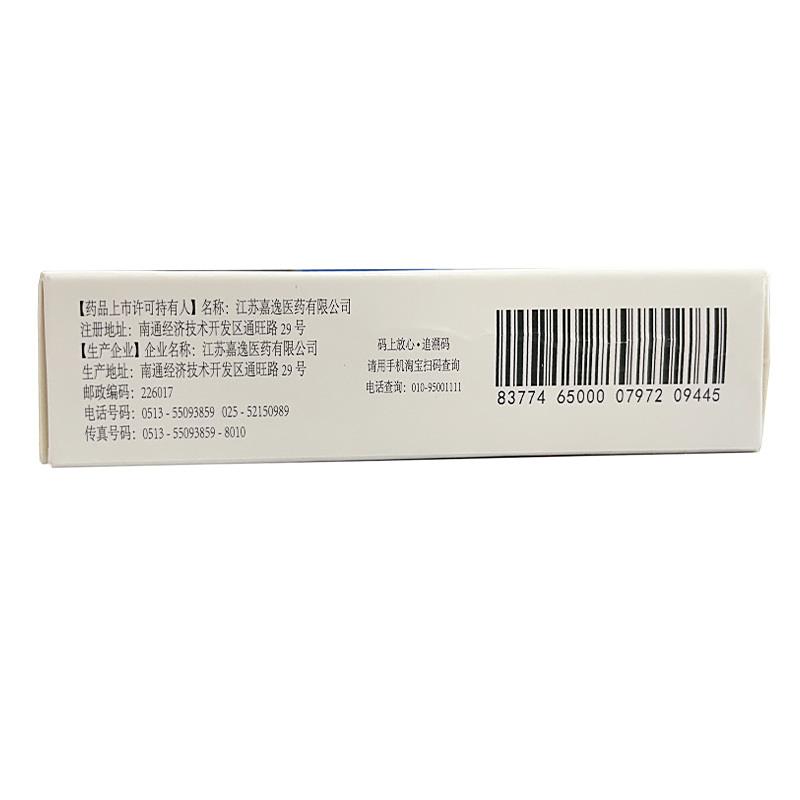 【药品上市许可持有人】名称：江苏嘉逸医药有限公司
注册地址：南通经济技术开发区通旺路 29 号
【生产企业】企业名称：江苏嘉逸医药有限公司
生产地址：南通经济技术开发区通旺路 29 号
邮政编码：226017
电话号码：0513 - 55093859 025 - 52150989
传真号码：0513 - 55093859 - 8010
码上放心·追溯码
请用手机淘宝扫码查询
电话查询：010-95001111
83774 65000 07972 09445